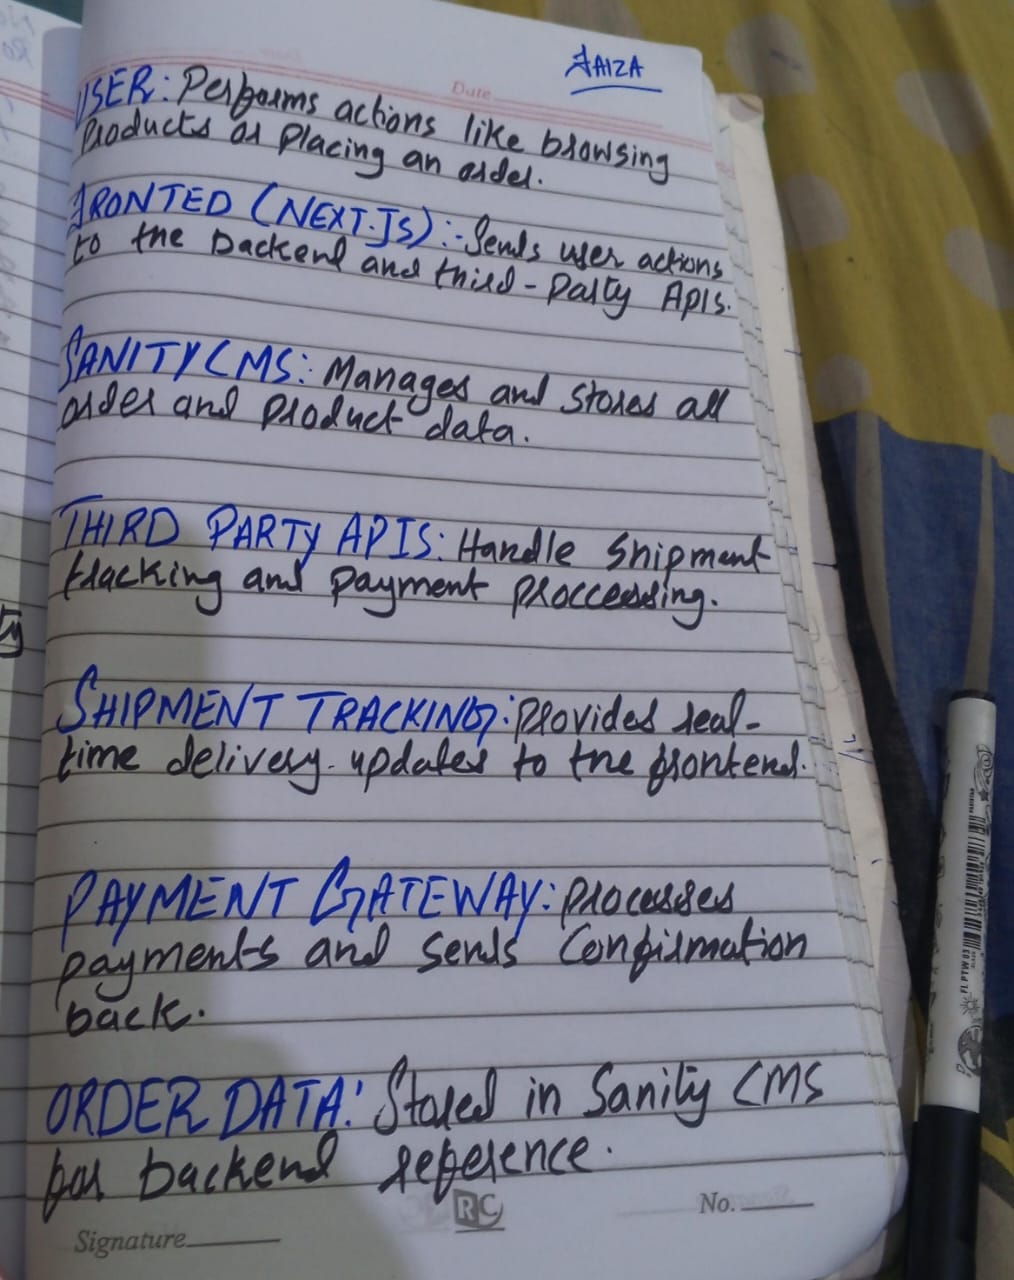 FAIZA
Date
USER: Performs actions like browsing
Products or placing an order.
FRONTED (NEXT.JS):- Sends user actions
to the backend and third-party Apis.
SANITY CMS: Manages and stores all
order and product data.
THIRD PARTY APIS: Handle shipment
tracking and payment proccessing.
SHIPMENT TRACKING: provides real-
time delivery updates to the frontend.
PAYMENT GATEWAY: processes
payments and sends confirmation
back.
ORDER DATA: Stored in Sanity CMS
for backend reference.
RC
No.
Signature